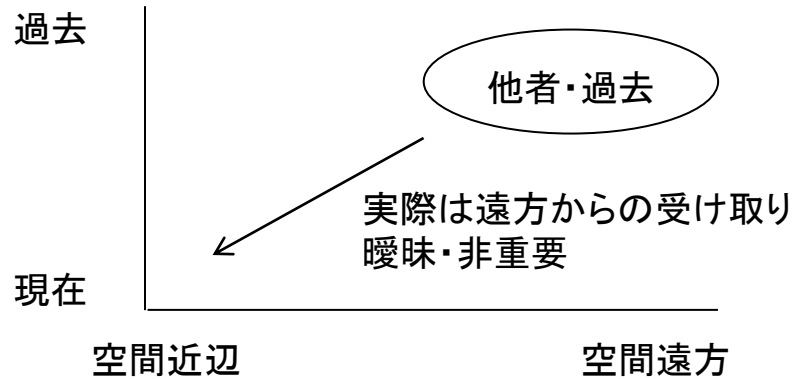 過去
他者・過去
実際は遠方からの受け取り
曖昧・非重要
現在
空間近辺
空間遠方